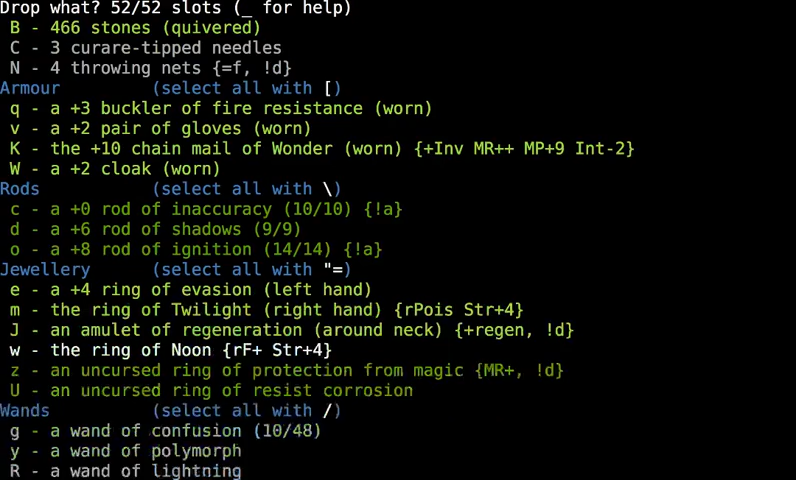 Drop what? 52/52 slots (_ for help)
B - 466 stones (quivered)
C - 3 curare-tipped needles
N - 4 throwing nets {=f, !d}
Armour (select all with [)
q - a +3 buckler of fire resistance (worn)
v - a +2 pair of gloves (worn)
K - the +10 chain mail of Wonder (worn) {+Inv MR++ MP+9 Int-2}
W - a +2 cloak (worn)
Rods (select all with \)
c - a +0 rod of inaccuracy (10/10) {!a}
d - a +6 rod of shadows (9/9)
o - a +8 rod of ignition (14/14) {!a}
Jewellery (select all with "=)
e - a +4 ring of evasion (left hand)
m - the ring of Twilight (right hand) {rPois Str+4}
J - an amulet of regeneration (around neck) {+regen, !d}
w - the ring of Noon {rF+ Str+4}
z - an uncursed ring of protection from magic {MR+, !d}
U - an uncursed ring of resist corrosion
Wands (select all with /)
g - a wand of confusion (10/48)
y - a wand of polymorph
R - a wand of lightning